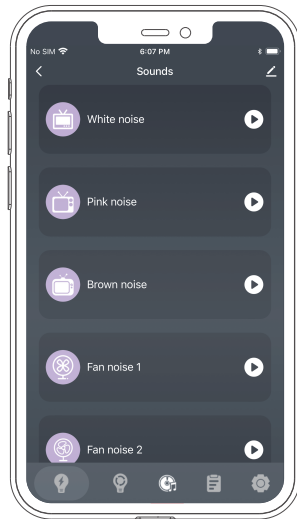 No SIM 6:07 PM
Sounds
White noise
Pink noise
Brown noise
Fan noise 1
Fan noise 2